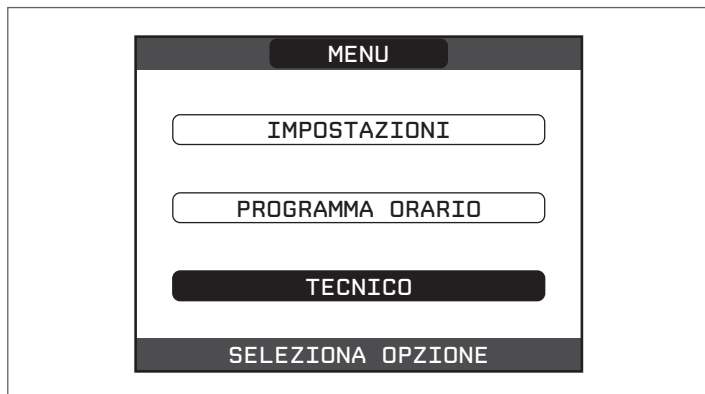 MENU
IMPOSTAZIONI
PROGRAMMA ORARIO
TECNICO
SELEZIONA OPZIONE